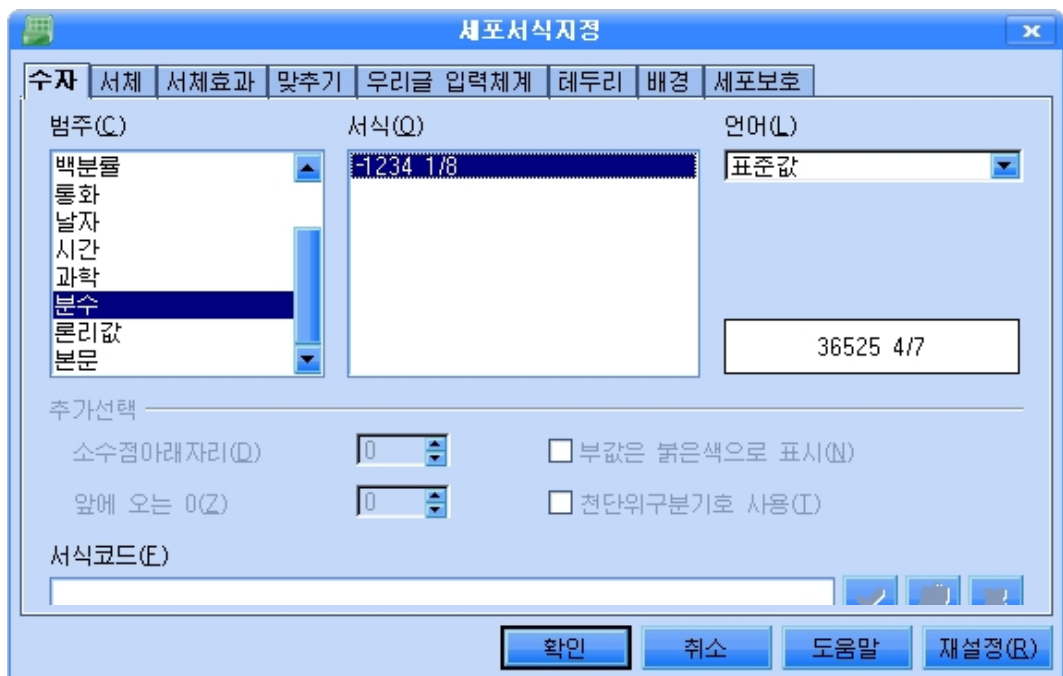 세포서식지정
수자 서체 서체효과 맞추기 우리글 입력체계 테두리 배경 세포보호
범주(C) 서식(O) 언어(L)
백분률
통화
날자
시간
과학
분수
론리값
본문
-1234 1/8
표준값
36525 4/7
추가선택
소수점아래자리(D) 0 부값은 붉은색으로 표시(N)
앞에 오는 0(Z) 0 천단위구분기호 사용(T)
서식코드(F)
확인 취소 도움말 재설정(R)